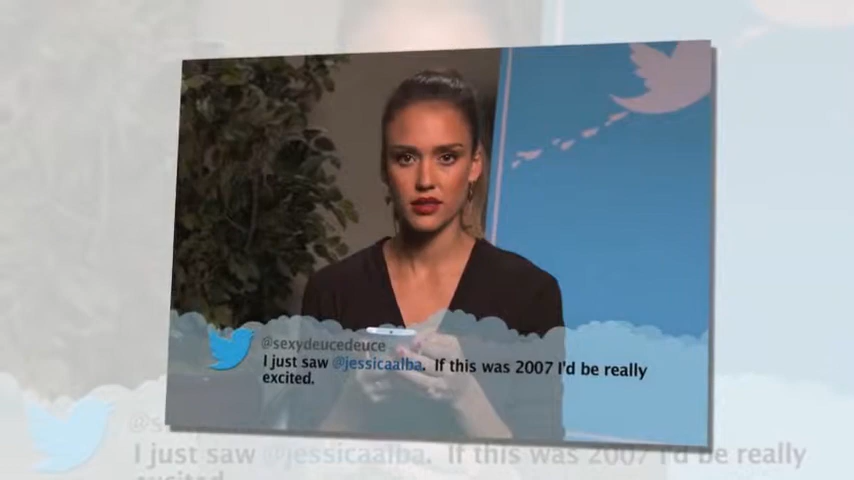 @sexydeucedeuce
I just saw @jessicaalba. If this was 2007 I'd be really
excited.
I just saw @jessicaalba. If this was 2007 I'd be really
excited